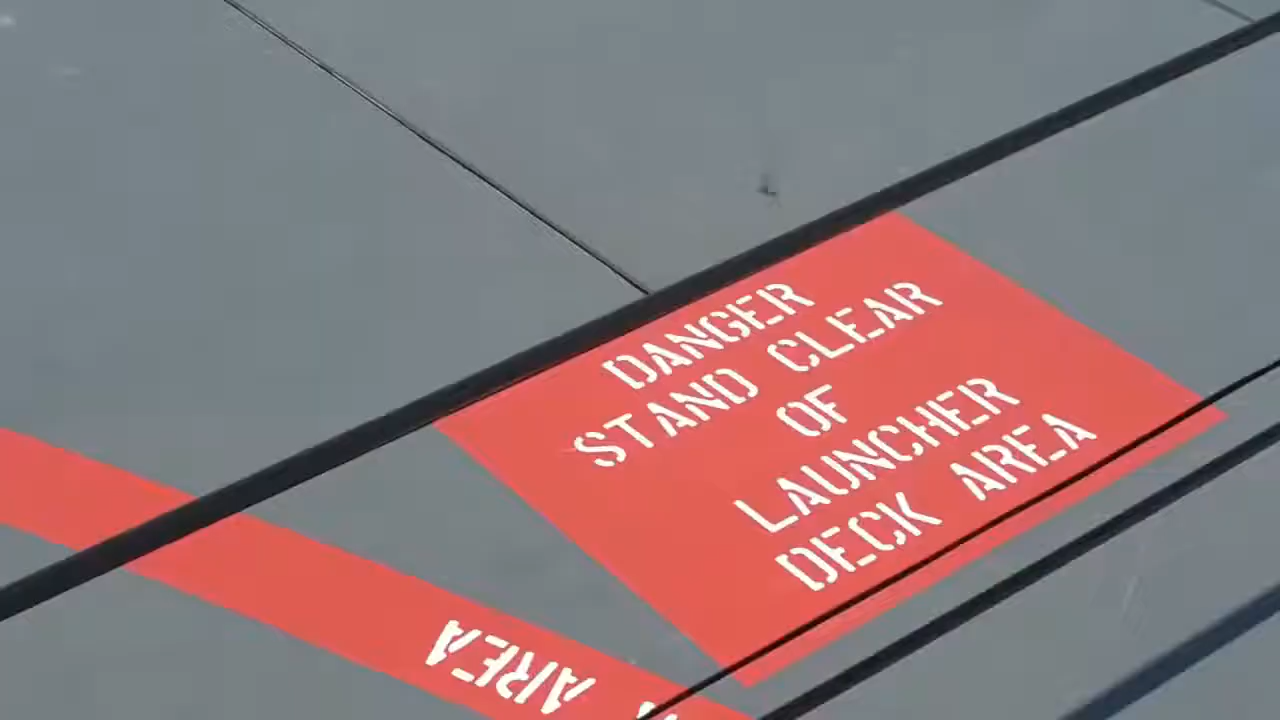 DANGER
STAND CLEAR
OF
LAUNCHER
DECK AREA
AREA